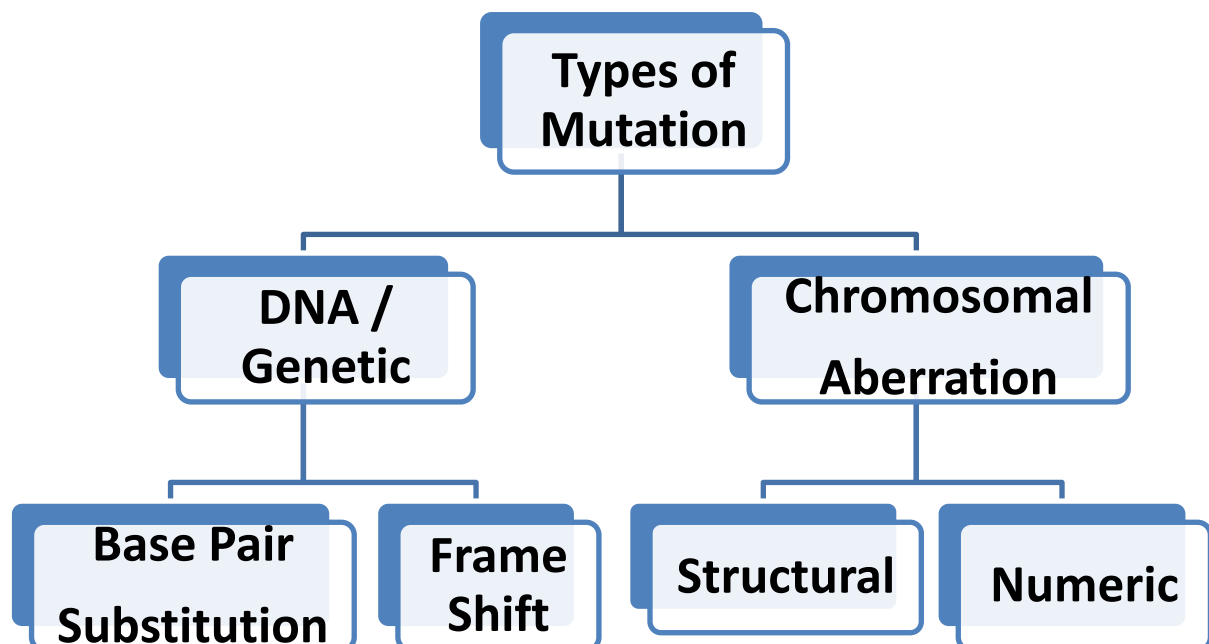 Types of
Mutation
DNA /
Genetic
Chromosomal
Aberration
Base Pair
Substitution
Frame
Shift
Structural
Numeric